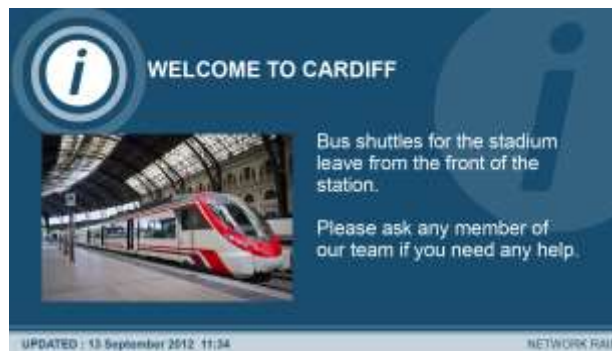 i
WELCOME TO CARDIFF
Bus shuttles for the stadium
leave from the front of the
station.
Please ask any member of
our team if you need any help.
UPDATED : 13 September 2012 11:34
NETWORK RAI